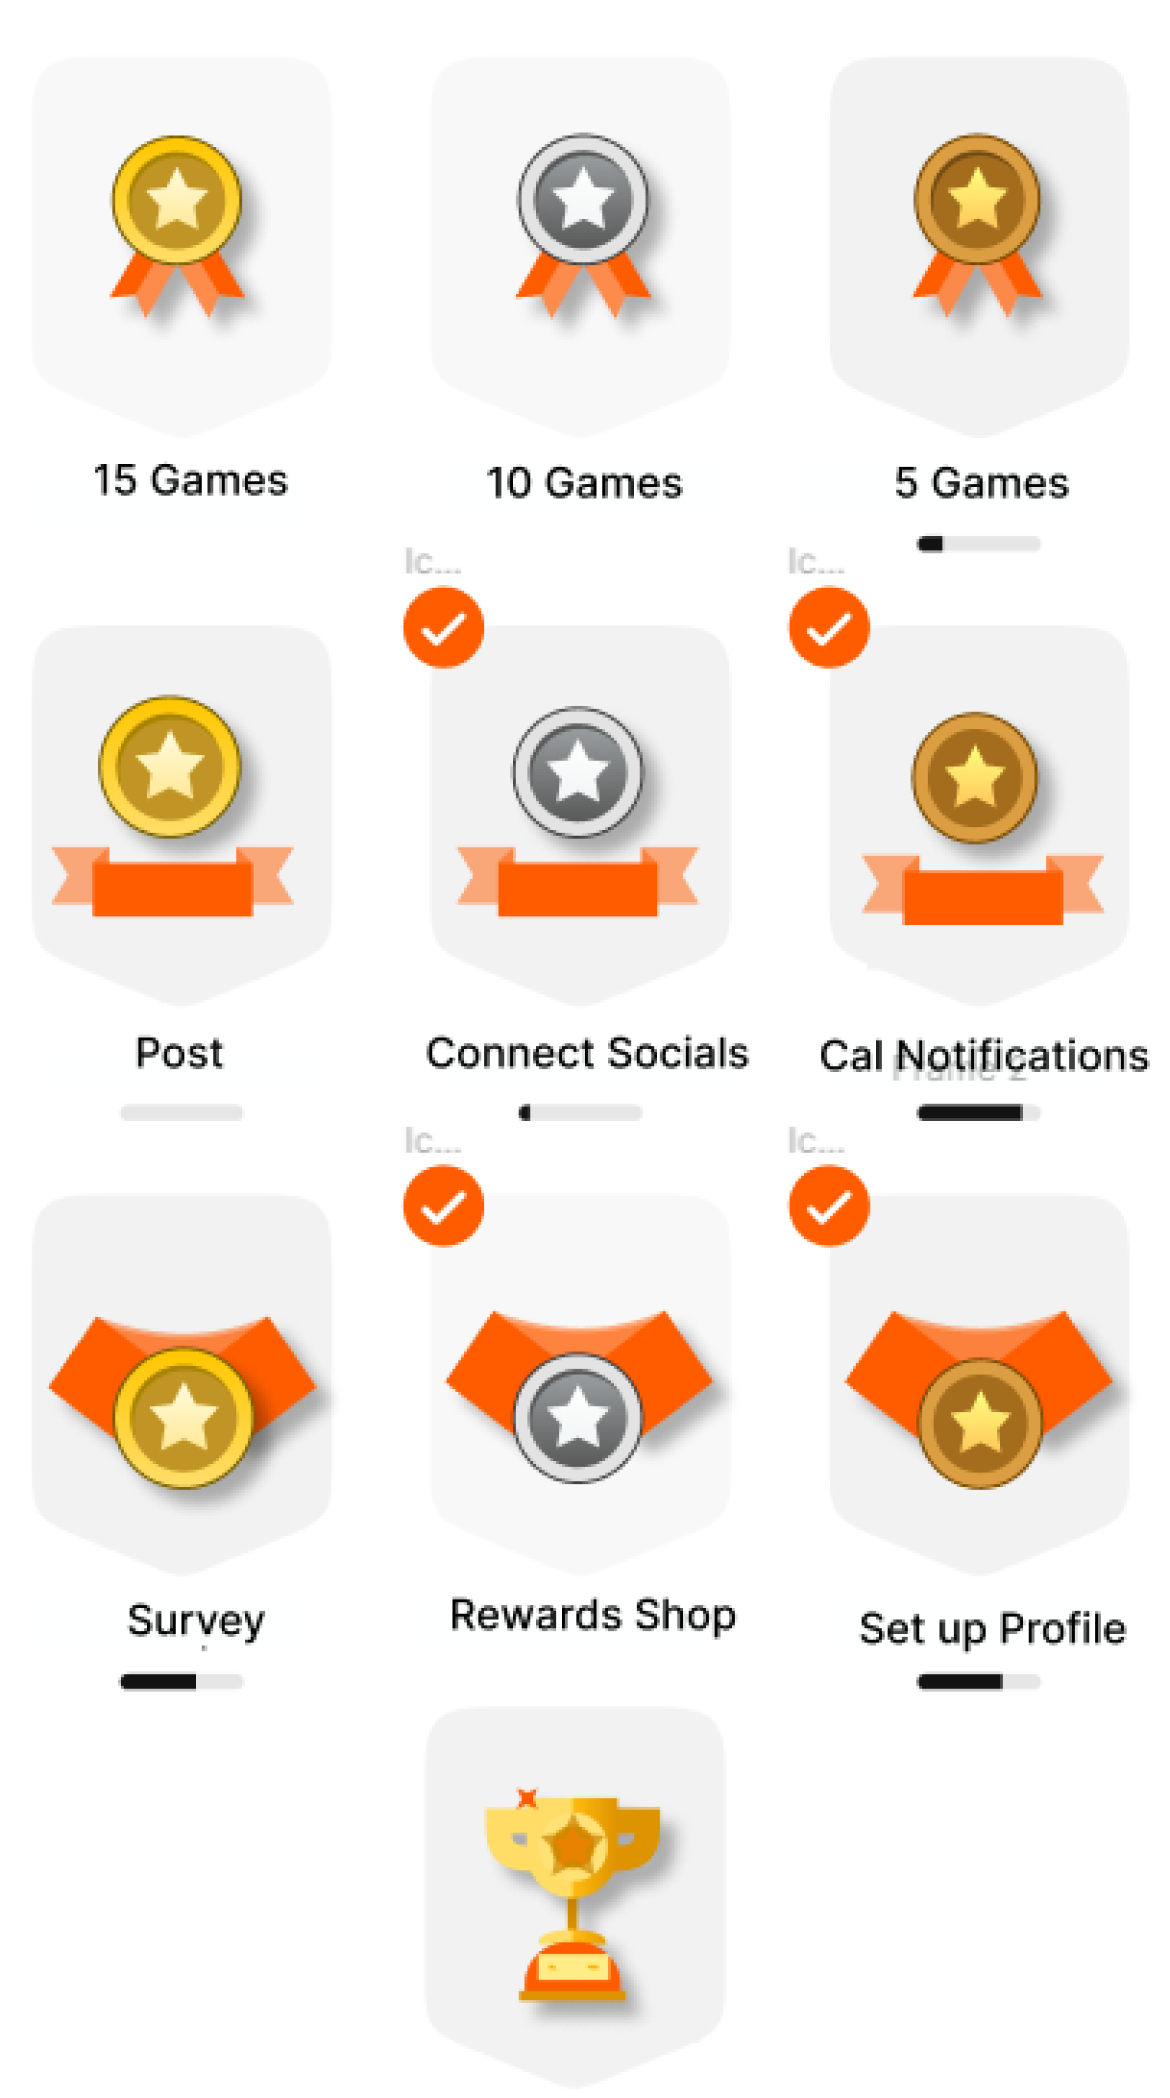 15 Games
10 Games
5 Games
Ic...
Ic...
Post
Connect Socials
Cal Notifications
Frame 2
Ic...
Ic...
Survey
Rewards Shop
Set up Profile